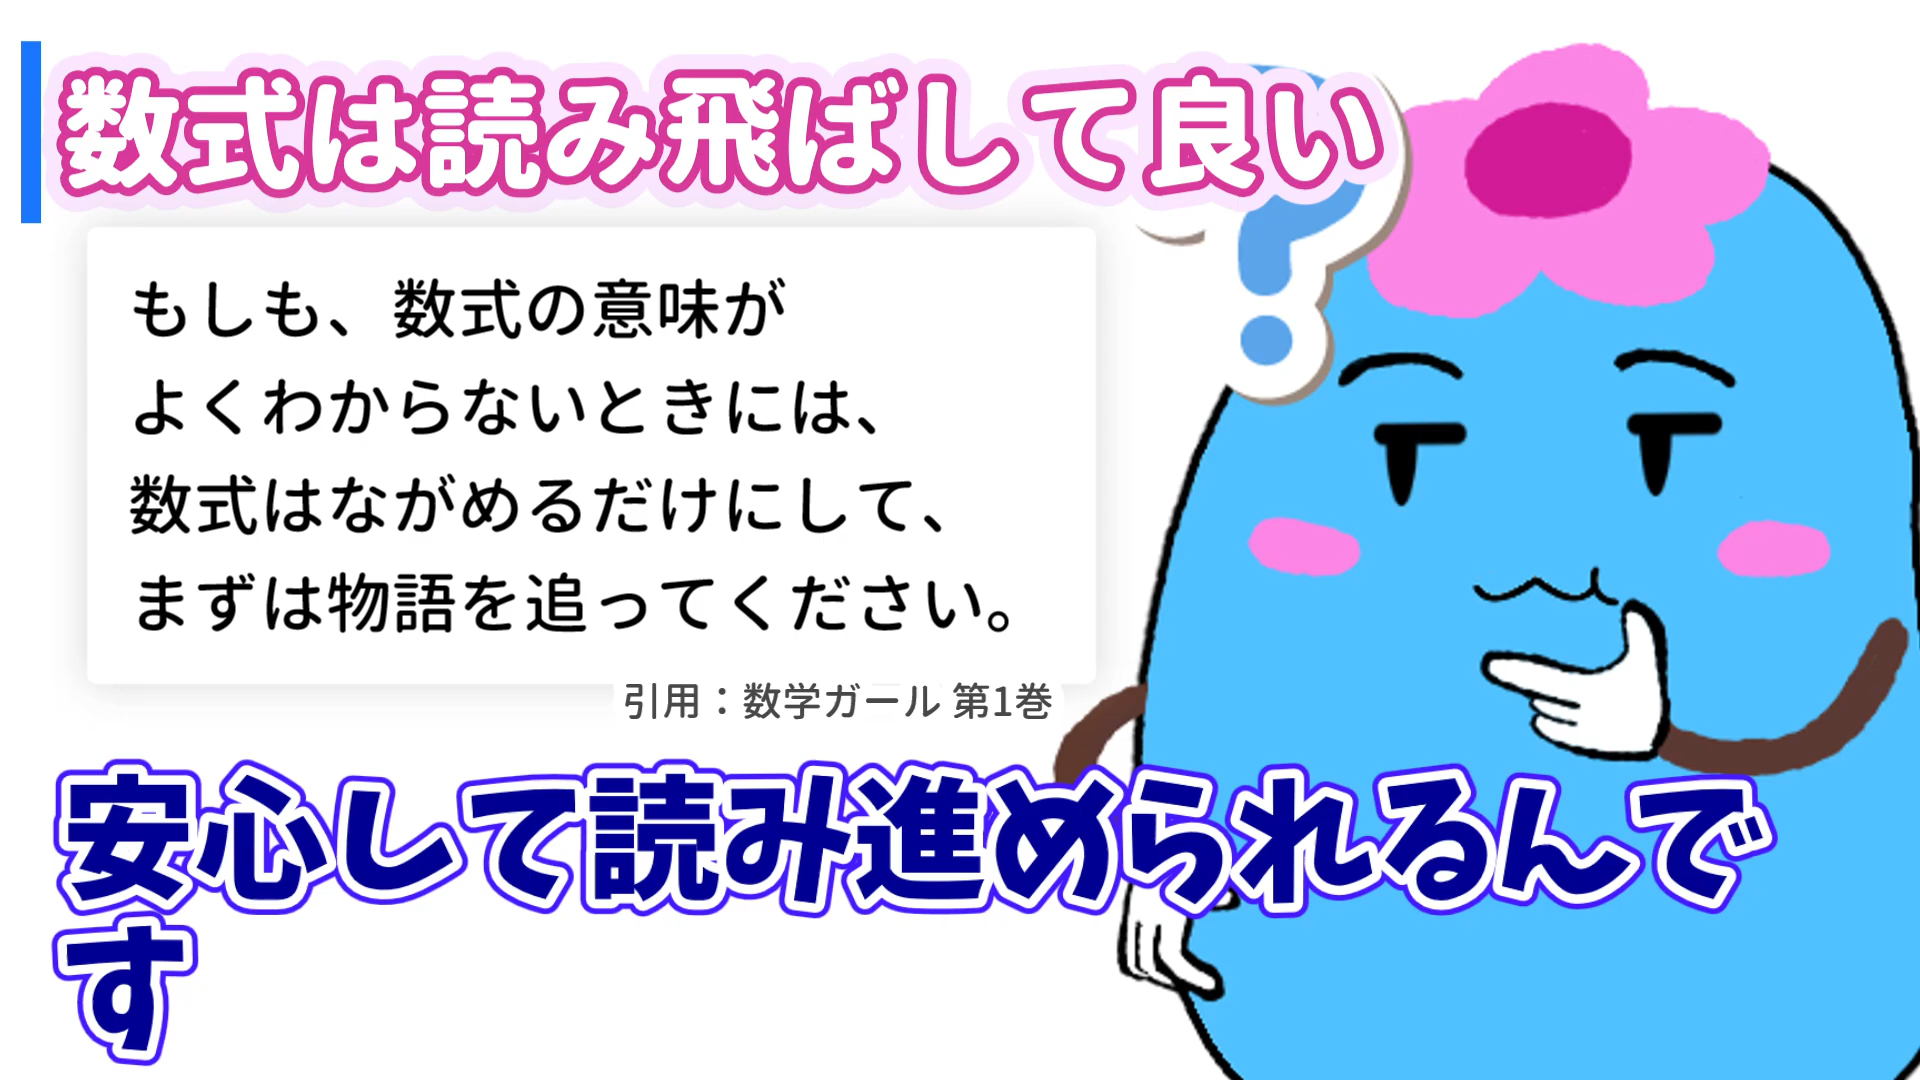 数式は読み飛ばして良い
?
もしも、数式の意味が
よくわからないときには、
数式はながめるだけにして、
まずは物語を追ってください。
引用：数学ガール 第1巻
安心して読み進められるんで
す